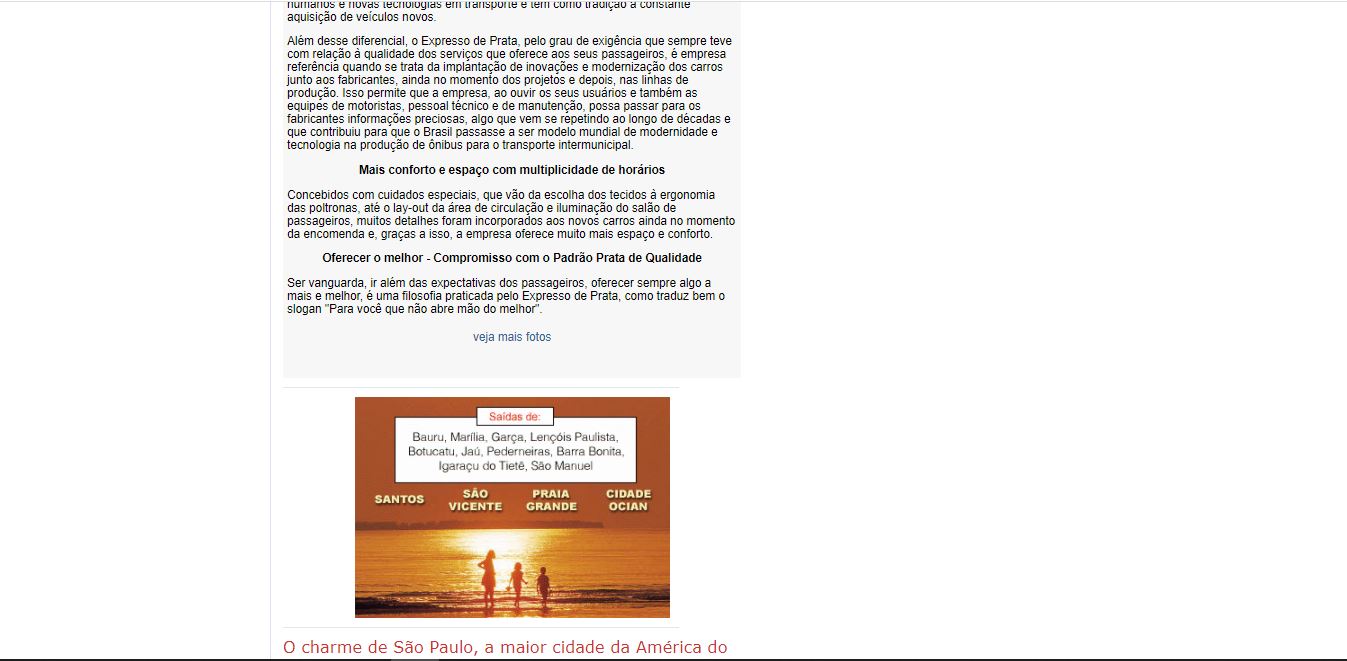 humanos e novas tecnologias em transporte e tem como tradição a constante
aquisição de veículos novos.
Além desse diferencial, o Expresso de Prata, pelo grau de exigência que sempre teve
com relação à qualidade dos serviços que oferece aos seus passageiros, é empresa
referência quando se trata da implantação de inovações e modernização dos carros
junto aos fabricantes, ainda no momento dos projetos e depois, nas linhas de
produção. Isso permite que a empresa, ao ouvir os seus usuários e também as
equipes de motoristas, pessoal técnico e de manutenção, possa passar para os
fabricantes informações preciosas, algo que vem se repetindo ao longo de décadas e
que contribuiu para que o Brasil passasse a ser modelo mundial de modernidade e
tecnologia na produção de ônibus para o transporte intermunicipal.
Mais conforto e espaço com multiplicidade de horários
Concebidos com cuidados especiais, que vão da escolha dos tecidos à ergonomia
das poltronas, até o lay-out da área de circulação e iluminação do salão de
passageiros, muitos detalhes foram incorporados aos novos carros ainda no momento
da encomenda e, graças a isso, a empresa oferece muito mais espaço e conforto.
Oferecer o melhor - Compromisso com o Padrão Prata de Qualidade
Ser vanguarda, ir além das expectativas dos passageiros, oferecer sempre algo a
mais e melhor, é uma filosofia praticada pelo Expresso de Prata, como traduz bem o
slogan "Para você que não abre mão do melhor".
veja mais fotos
Saídas de:
Bauru, Marília, Garça, Lençóis Paulista,
Botucatu, Jaú, Pederneiras, Barra Bonita,
Igaraçu do Tietê, São Manuel
SANTOS SÃO VICENTE PRAIA GRANDE CIDADE OCIAN
O charme de São Paulo, a maior cidade da América do